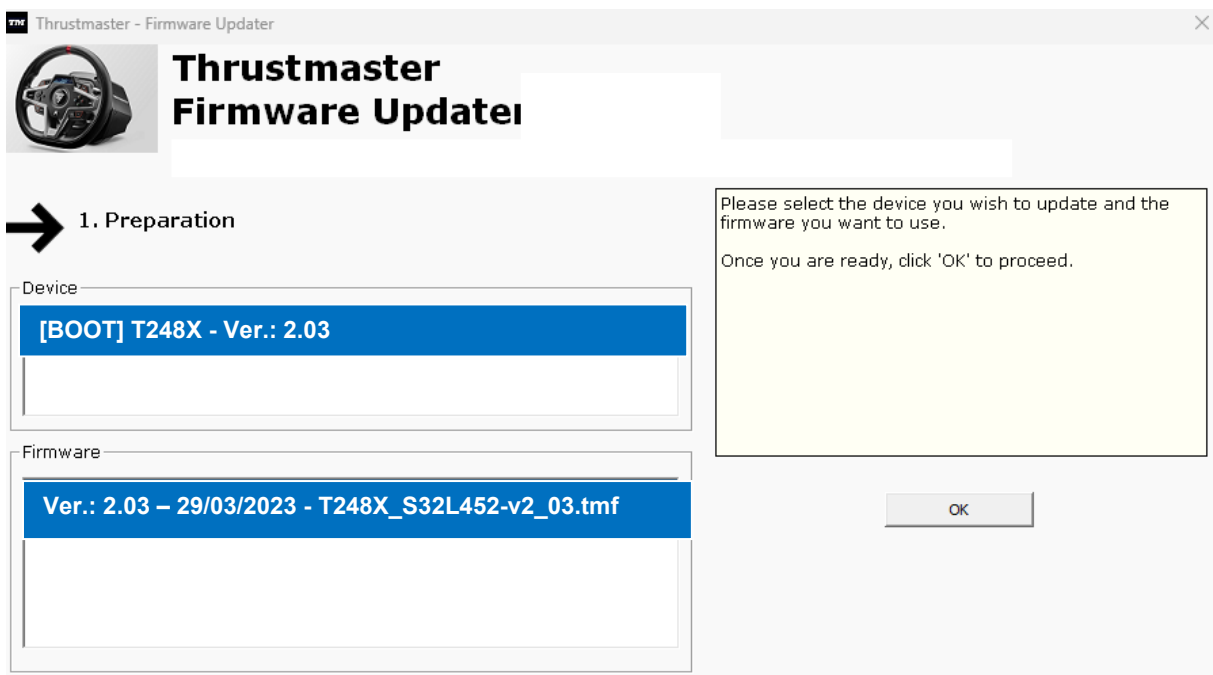 Thrustmaster - Firmware Updater
Thrustmaster
Firmware Updater
1. Preparation
Please select the device you wish to update and the
firmware you want to use.
Once you are ready, click 'OK' to proceed.
Device
[BOOT] T248X - Ver.: 2.03
Firmware
Ver.: 2.03 – 29/03/2023 - T248X_S32L452-v2_03.tmf
OK